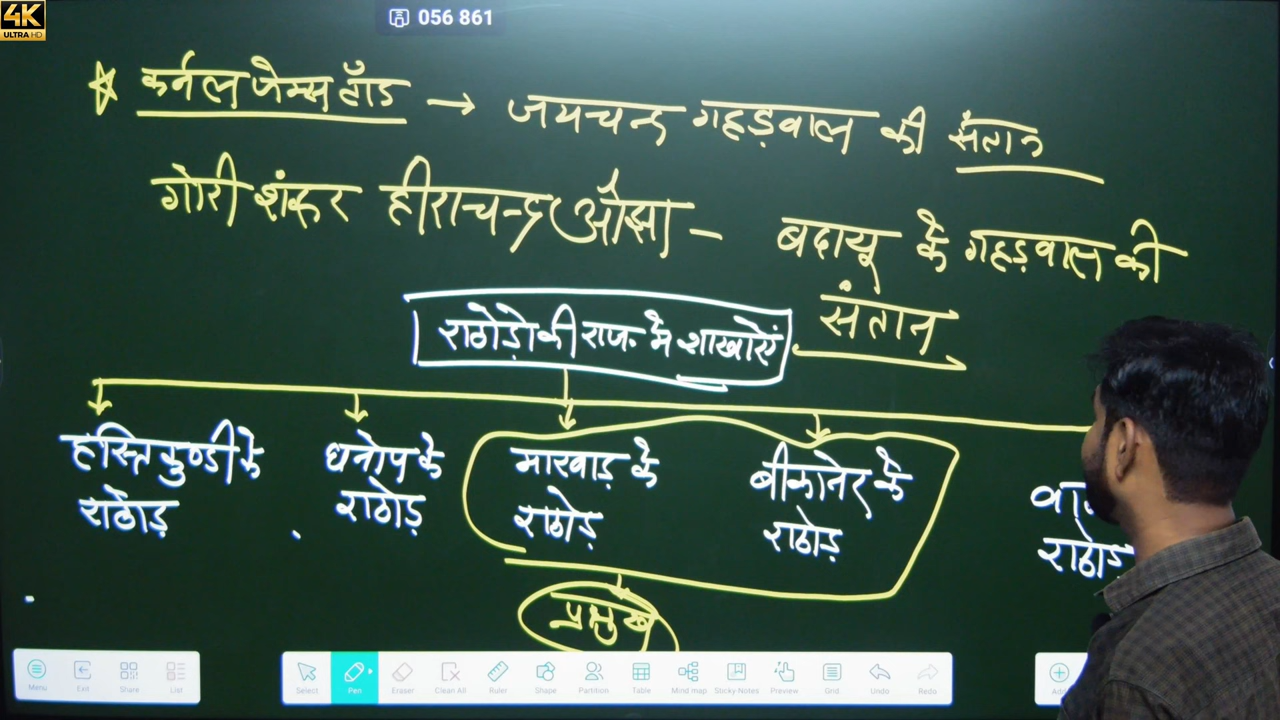 4K
ULTRA HD
056 861
कर्नल जेम्स टॉड → जयचन्द गहड़वाल की संतान
गोरी शंकर हीराचन्द्र ओझा – बदायू के गहड़वाल की
संतान
राठोड़ो की राज. मे शाखाएं
हस्तिकुण्डी के राठोड़
धनोप के राठोड़
मारवाड़ के राठोड़
बीकानेर के राठोड़
राठोड़
प्रमुख
Menu Exit Share List Select Pen Eraser Clean All Ruler Shape Partition Table Mind map Sticky-Notes Preview Grid Undo Redo